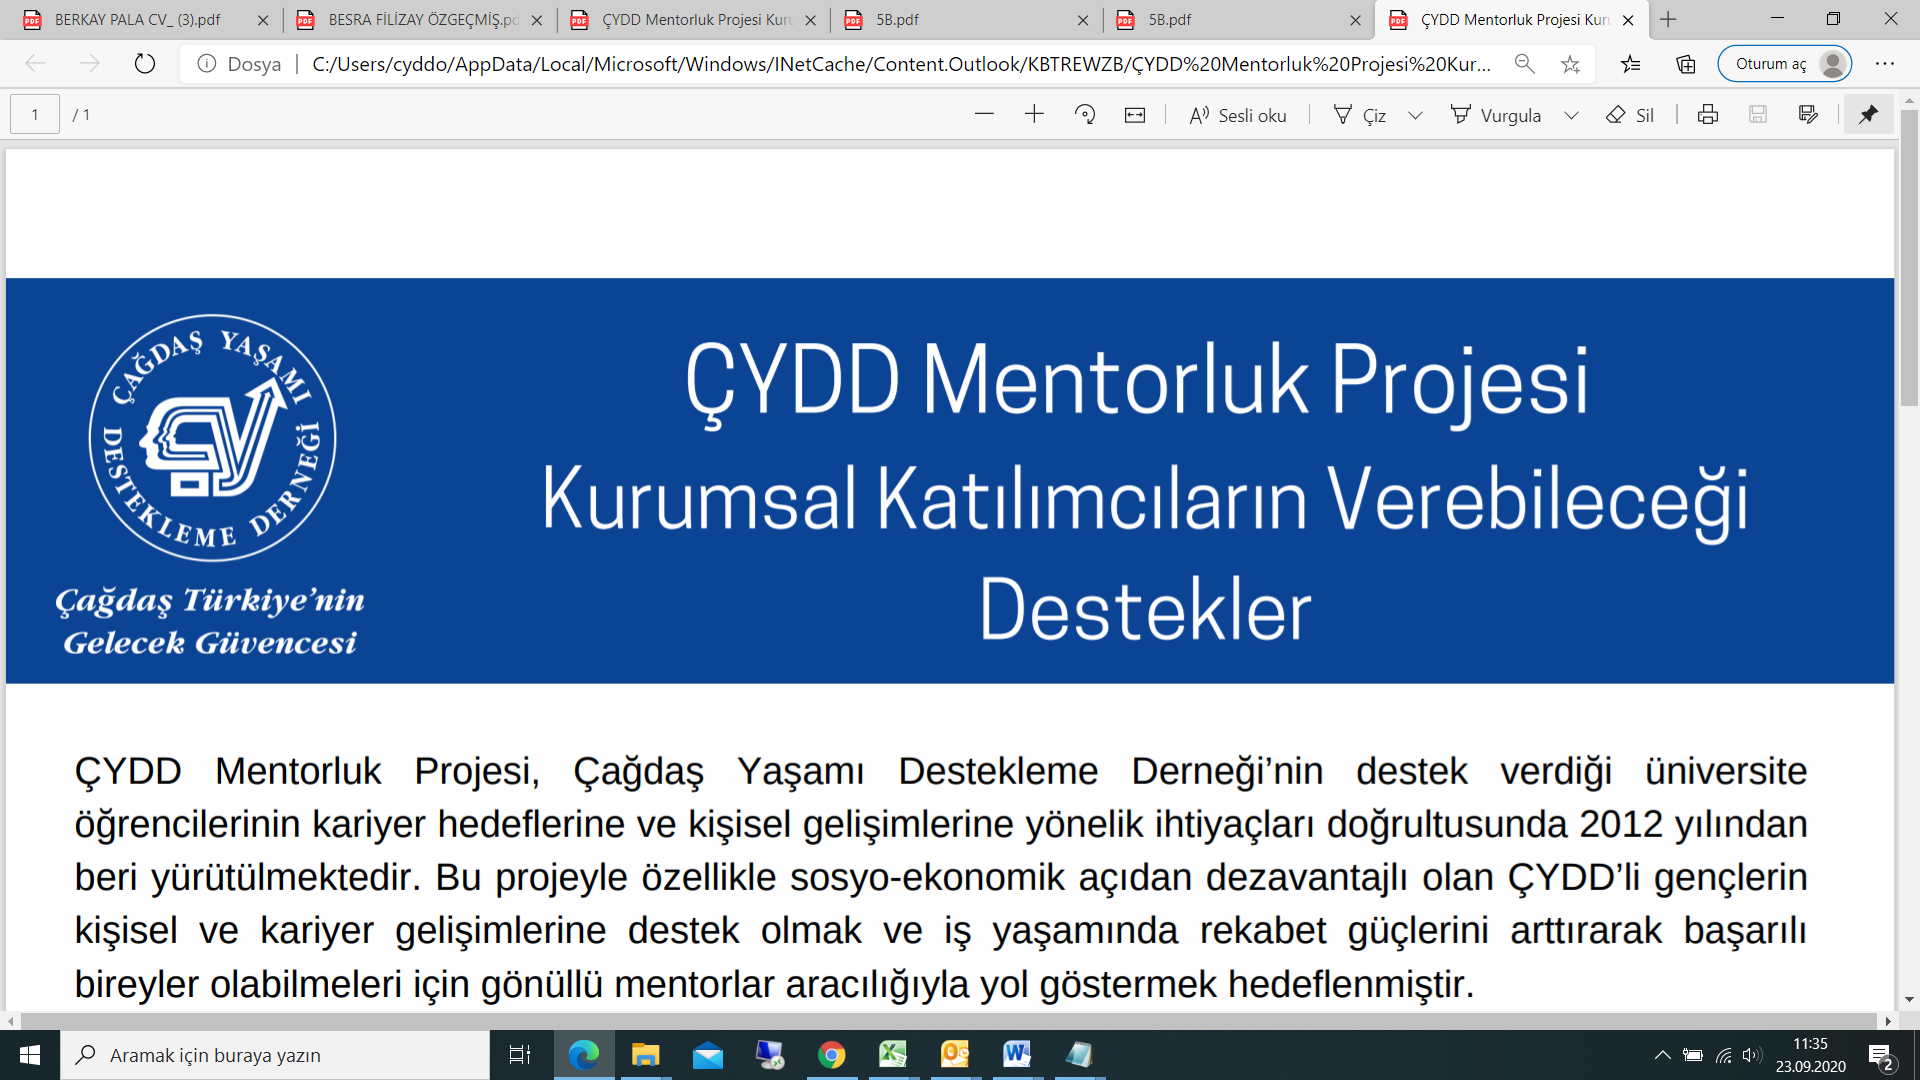 BERKAY PALA CV_ (3).pdf
BESRA FİLİZAY ÖZGEÇMİŞ.pd
ÇYDD Mentorluk Projesi Kuru
5B.pdf
5B.pdf
ÇYDD Mentorluk Projesi Kur
Dosya
C:/Users/cyddo/AppData/Local/Microsoft/Windows/INetCache/Content.Outlook/KBTREWZB/ÇYDD%20Mentorluk%20Projesi%20Kur...
Oturum aç
1 / 1
Sesli oku
Çiz
Vurgula
Sil
ÇAĞDAŞ YAŞAMI DESTEKLEME DERNEĞİ
Çağdaş Türkiye’nin
Gelecek Güvencesi
ÇYDD Mentorluk Projesi
Kurumsal Katılımcıların Verebileceği
Destekler
ÇYDD Mentorluk Projesi, Çağdaş Yaşamı Destekleme Derneği’nin destek verdiği üniversite
öğrencilerinin kariyer hedeflerine ve kişisel gelişimlerine yönelik ihtiyaçları doğrultusunda 2012 yılından
beri yürütülmektedir. Bu projeyle özellikle sosyo-ekonomik açıdan dezavantajlı olan ÇYDD’li gençlerin
kişisel ve kariyer gelişimlerine destek olmak ve iş yaşamında rekabet güçlerini arttırarak başarılı
bireyler olabilmeleri için gönüllü mentorlar aracılığıyla yol göstermek hedeflenmiştir.
Aramak için buraya yazın
11:35
23.09.2020
2